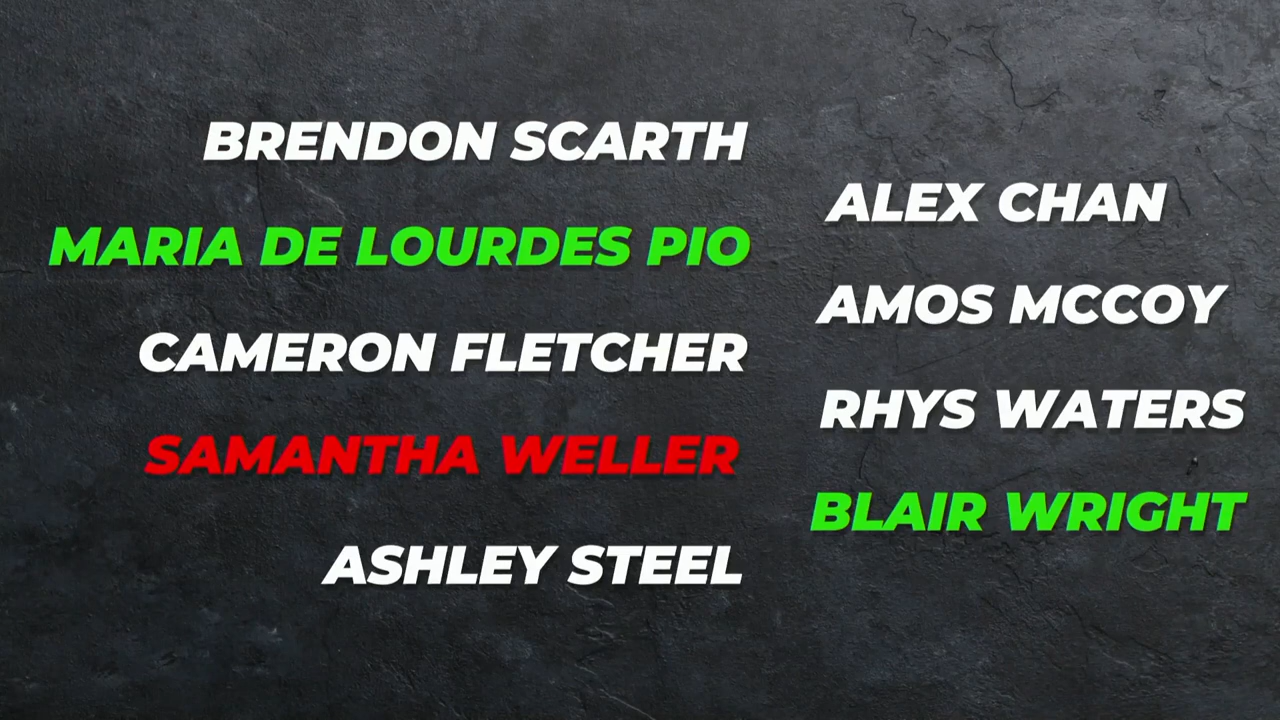 BRENDON SCARTH
MARIA DE LOURDES PIO
CAMERON FLETCHER
SAMANTHA WELLER
ASHLEY STEEL
ALEX CHAN
AMOS MCCOY
RHYS WATERS
BLAIR WRIGHT